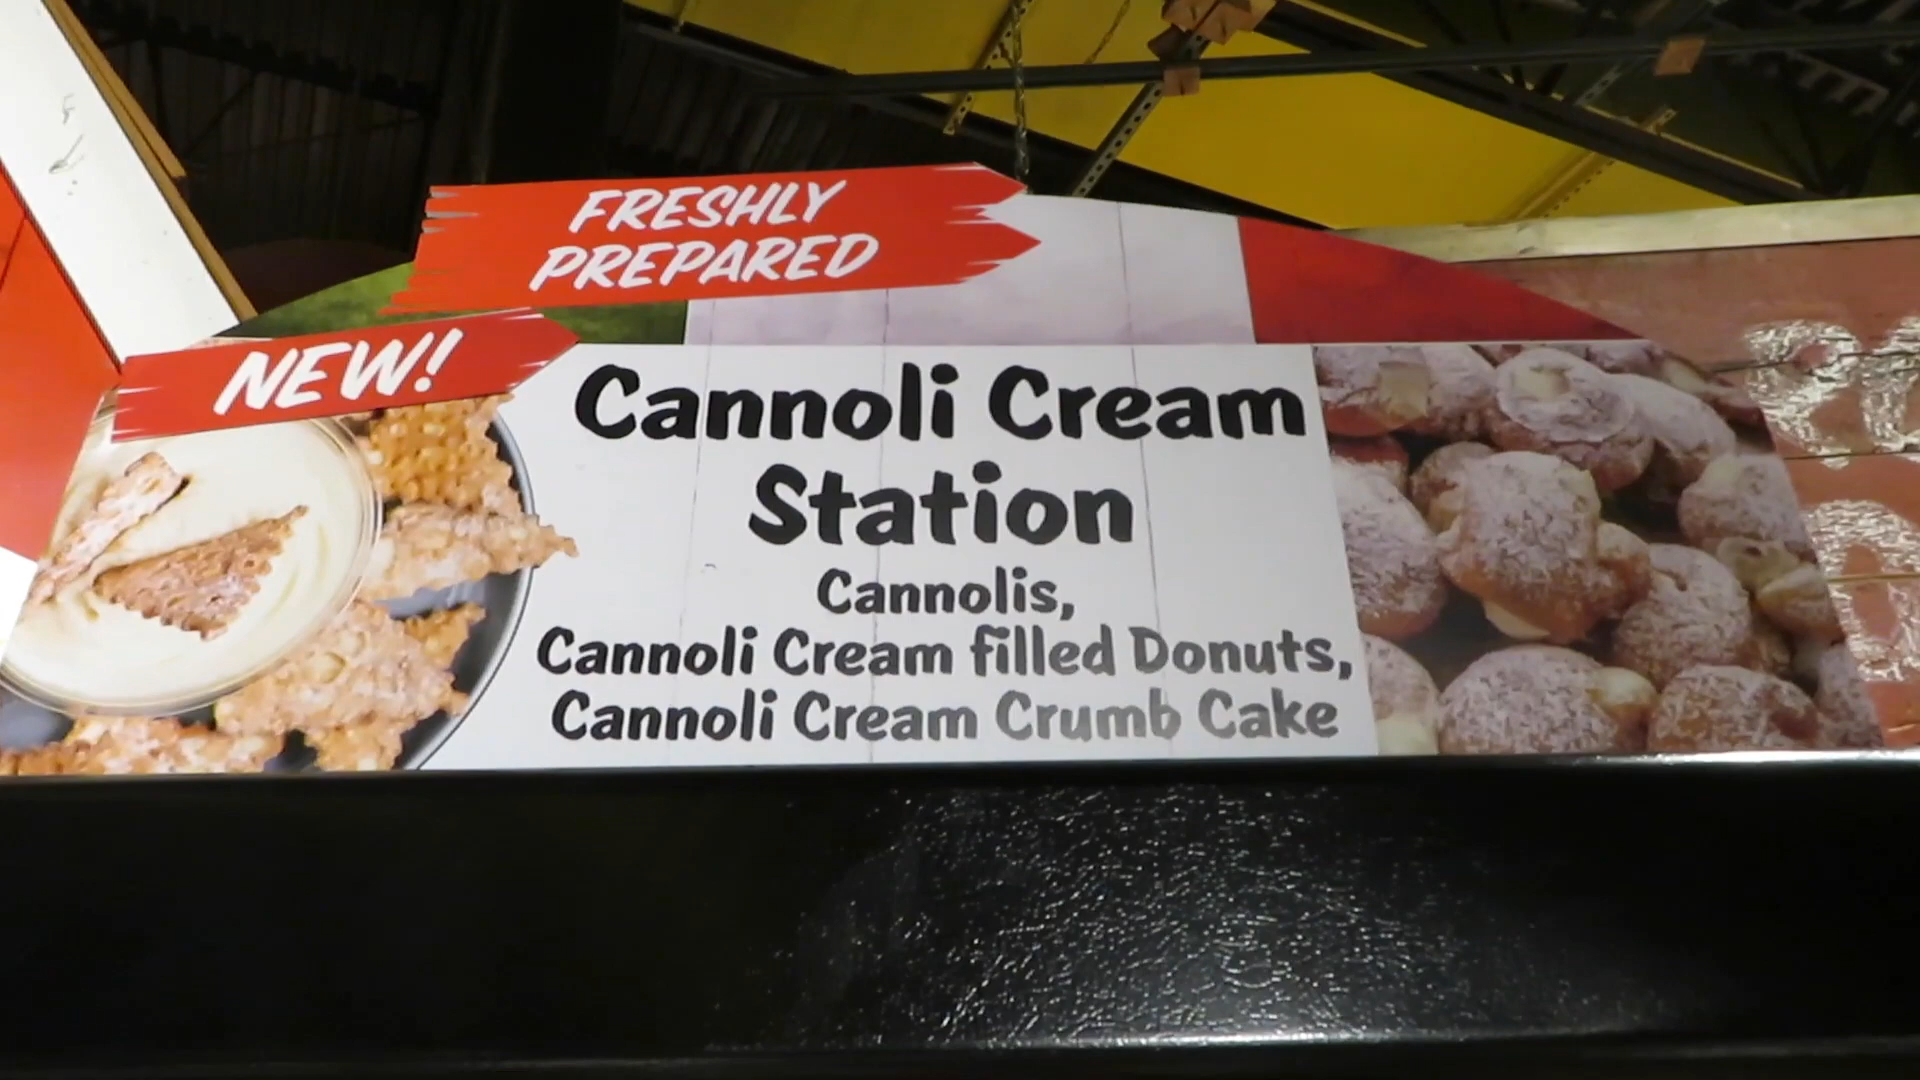 FRESHLY
PREPARED
NEW!
Cannoli Cream
Station
Cannolis,
Cannoli Cream filled Donuts,
Cannoli Cream Crumb Cake